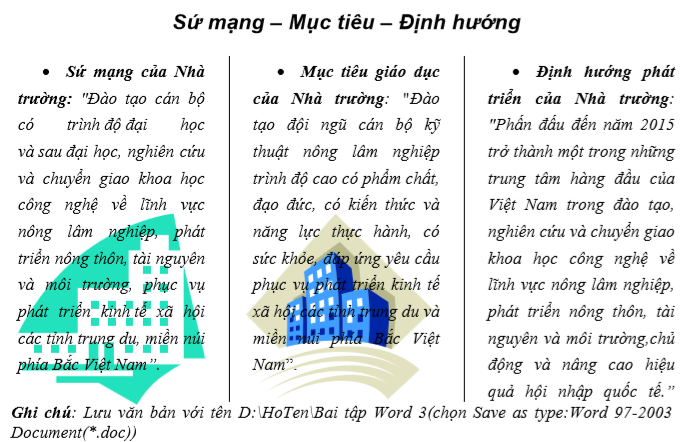 Sứ mạng – Mục tiêu – Định hướng
• Sứ mạng của Nhà
trường: "Đào tạo cán bộ
có trình độ đại học
và sau đại học, nghiên cứu
và chuyển giao khoa học
công nghệ về lĩnh vực
nông lâm nghiệp, phát
triển nông thôn, tài nguyên
và môi trường, phục vụ
phát triển kinh tế xã hội
các tỉnh trung du, miền núi
phía Bắc Việt Nam”.
• Mục tiêu giáo dục
của Nhà trường: "Đào
tạo đội ngũ cán bộ kỹ
thuật nông lâm nghiệp
trình độ cao có phẩm chất,
đạo đức, có kiến thức và
năng lực thực hành, có
sức khỏe, đáp ứng yêu cầu
phục vụ phát triển kinh tế
xã hội các tỉnh trung du và
miền núi phía Bắc Việt
Nam”.
• Định hướng phát
triển của Nhà trường:
"Phấn đấu đến năm 2015
trở thành một trong những
trung tâm hàng đầu của
Việt Nam trong đào tạo,
nghiên cứu và chuyển giao
khoa học công nghệ về
lĩnh vực nông lâm nghiệp,
phát triển nông thôn, tài
nguyên và môi trường,chủ
động và nâng cao hiệu
quả hội nhập quốc tế.”
Ghi chú: Lưu văn bản với tên D:\HoTen\Bai tập Word 3(chọn Save as type:Word 97-2003
Document(*.doc))